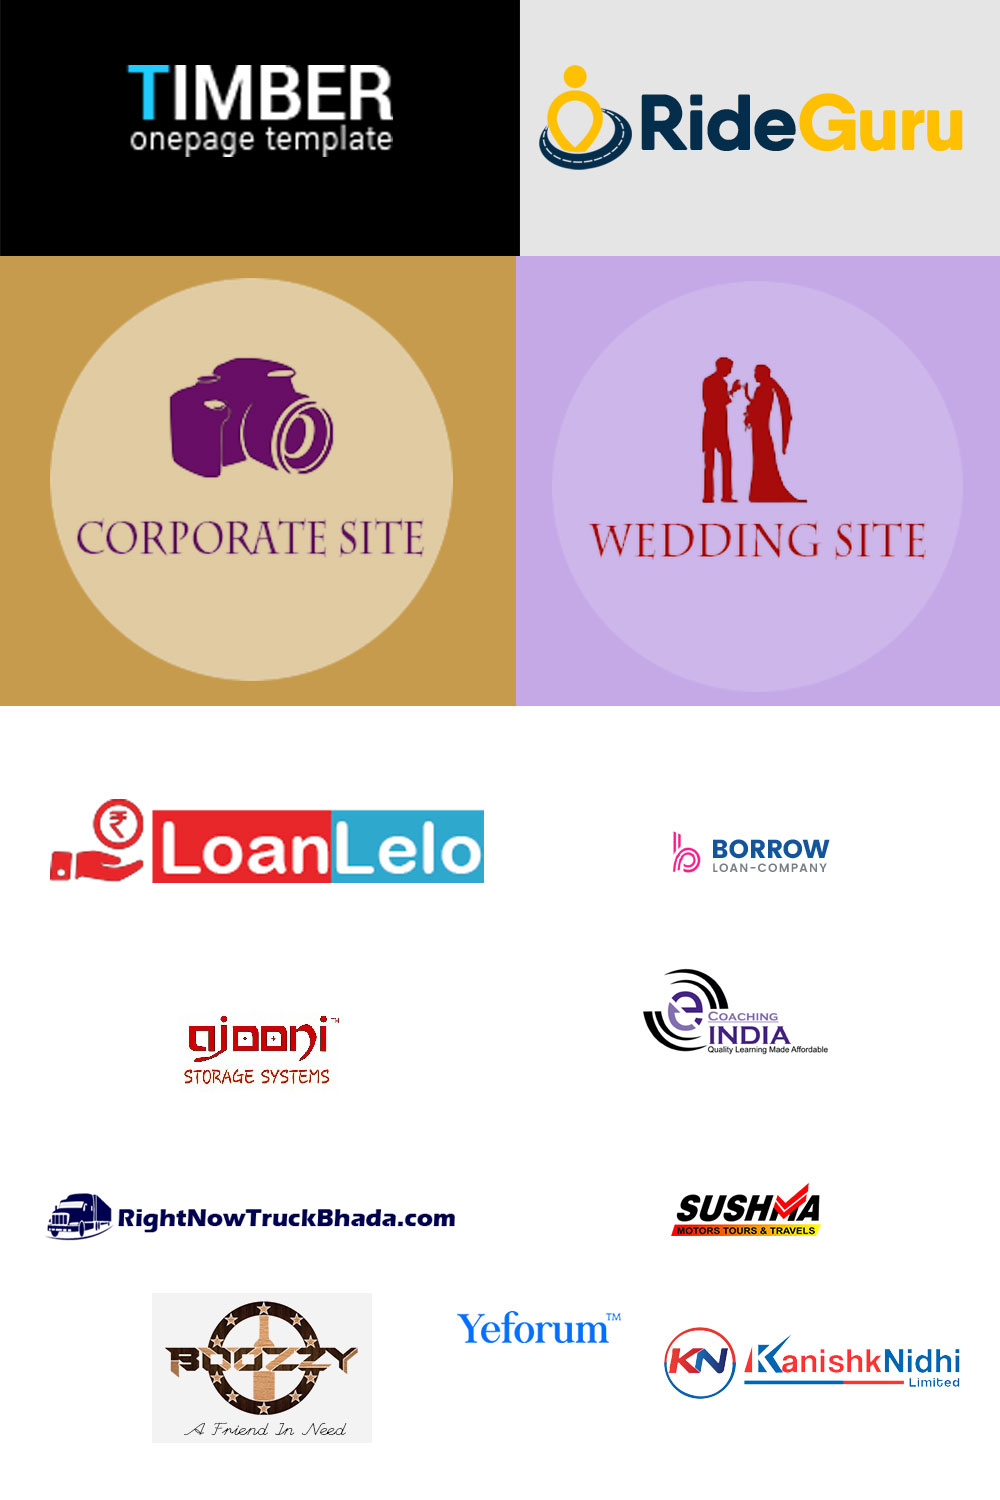 TIMBER
onepage template
RideGuru
CORPORATE SITE
WEDDING SITE
₹
LoanLelo
b
BORROW
LOAN-COMPANY
ajooni™
STORAGE SYSTEMS
e
COACHING
INDIA
Quality Learning Made Affordable
RightNowTruckBhada.com
SUSHMA
MOTORS TOURS & TRAVELS
BOOZZY
A Friend In Need
Yeforum™
KN
KanishkNidhi
Limited